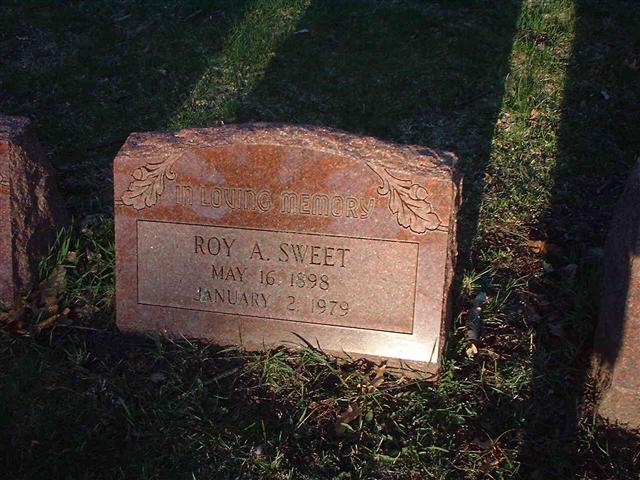 IN LOVING MEMORY
ROY A. SWEET
MAY 16 1898
JANUARY 2 1979